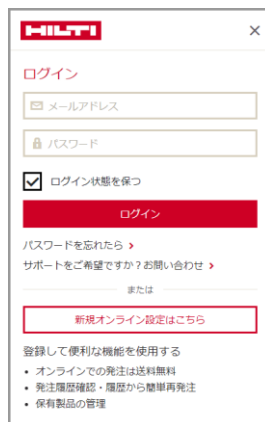 HILTI
ログイン
メールアドレス
パスワード
ログイン状態を保つ
ログイン
パスワードを忘れたら
サポートをご希望ですか？お問い合わせ
または
新規オンライン設定はこちら
登録して便利な機能を使用する
• オンラインでの発注は送料無料
• 発注履歴確認・履歴から簡単再発注
• 保有製品の管理